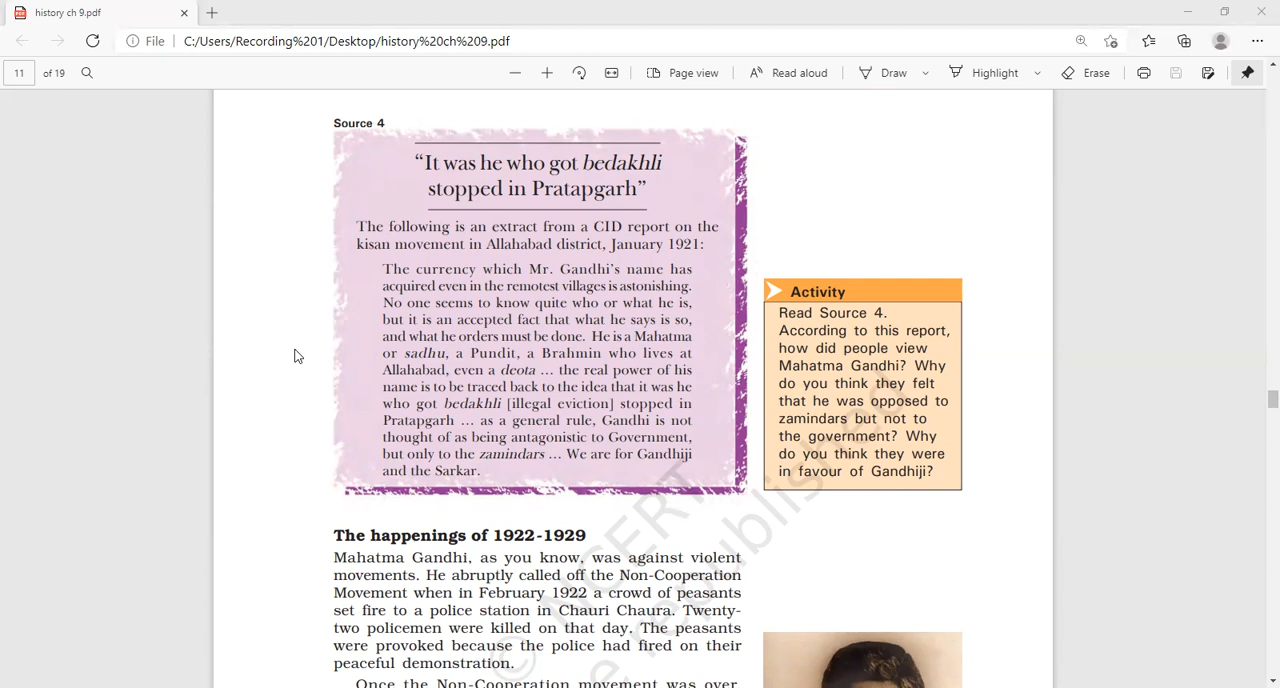 history ch 9.pdf
File
C:/Users/Recording%201/Desktop/history%20ch%209.pdf
11 of 19
Page view
Read aloud
Draw
Highlight
Erase
Source 4
“It was he who got bedakhli
stopped in Pratapgarh”
The following is an extract from a CID report on the
kisan movement in Allahabad district, January 1921:
The currency which Mr. Gandhi’s name has
acquired even in the remotest villages is astonishing.
No one seems to know quite who or what he is,
but it is an accepted fact that what he says is so,
and what he orders must be done. He is a Mahatma
or sadhu, a Pundit, a Brahmin who lives at
Allahabad, even a deota ... the real power of his
name is to be traced back to the idea that it was he
who got bedakhli [illegal eviction] stopped in
Pratapgarh ... as a general rule, Gandhi is not
thought of as being antagonistic to Government,
but only to the zamindars ... We are for Gandhiji
and the Sarkar.
Activity
Read Source 4.
According to this report,
how did people view
Mahatma Gandhi? Why
do you think they felt
that he was opposed to
zamindars but not to
the government? Why
do you think they were
in favour of Gandhiji?
The happenings of 1922-1929
Mahatma Gandhi, as you know, was against violent
movements. He abruptly called off the Non-Cooperation
Movement when in February 1922 a crowd of peasants
set fire to a police station in Chauri Chaura. Twenty-
two policemen were killed on that day. The peasants
were provoked because the police had fired on their
peaceful demonstration.
Once the Non-Cooperation movement was over,
© NCERT
be republished